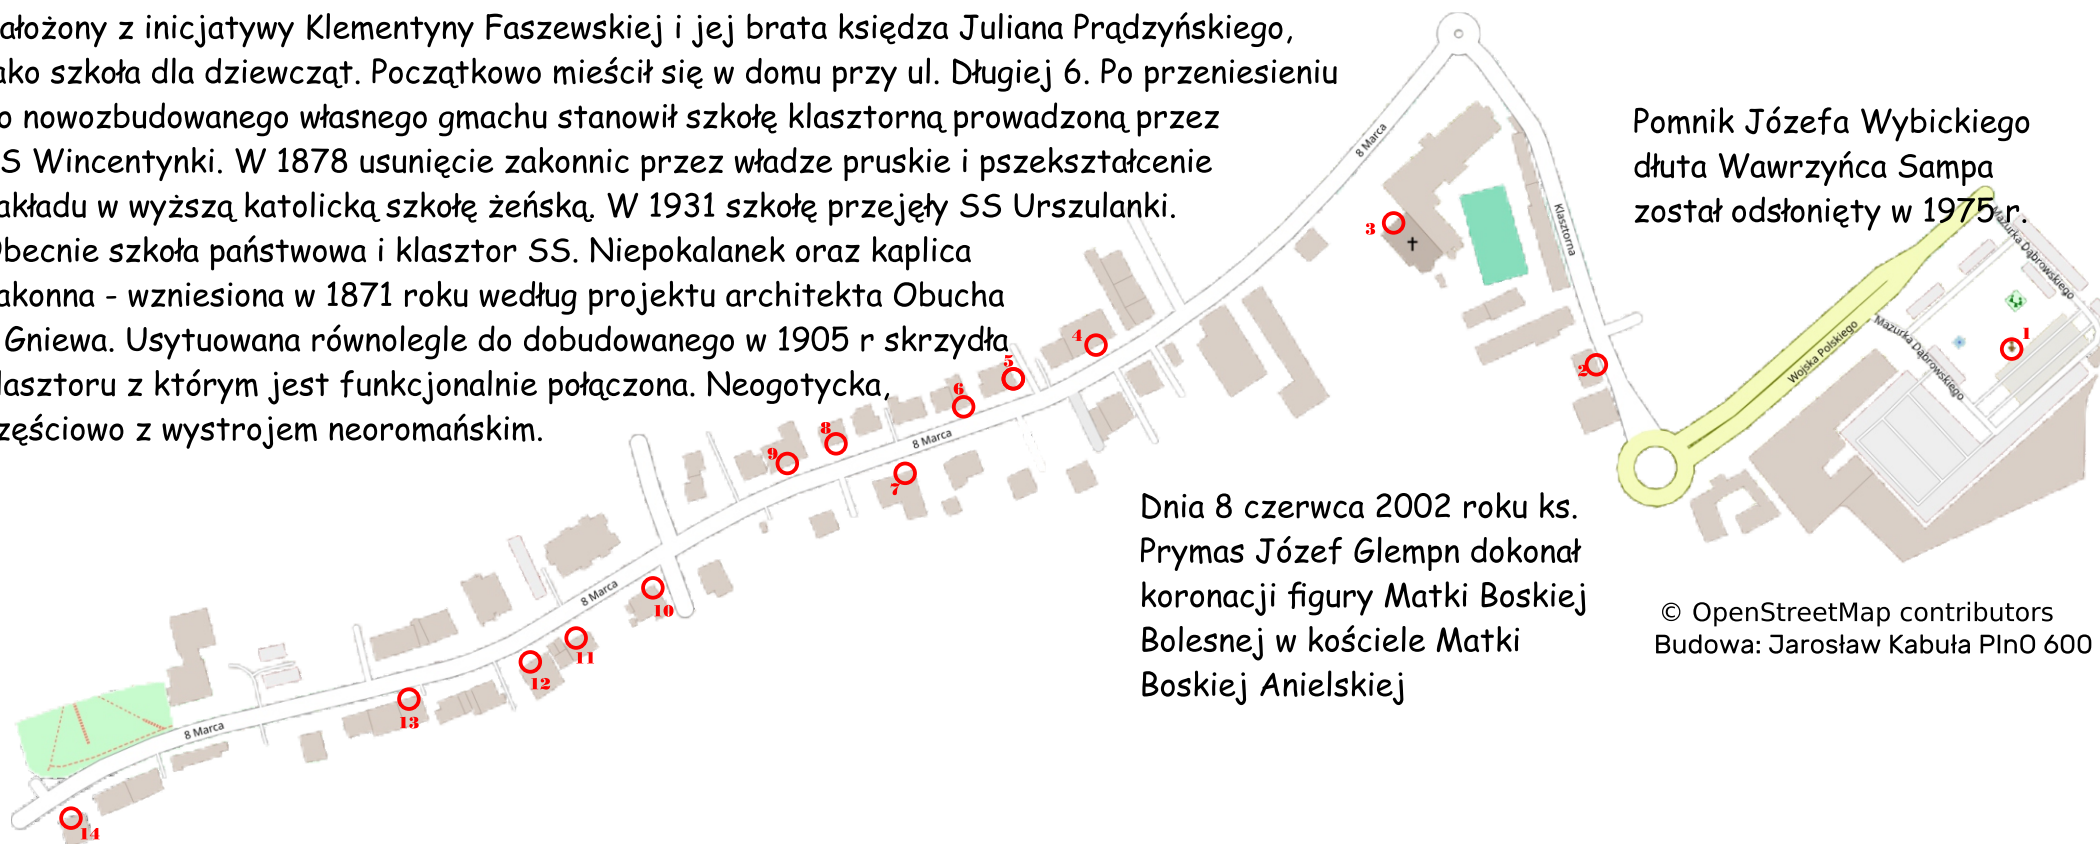 ałożony z inicjatywy Klementyny Faszewskiej i jej brata księdza Juliana Prądzyńskiego,
ako szkoła dla dziewcząt. Początkowo mieścił się w domu przy ul. Długiej 6. Po przeniesieniu
o nowozbudowanego własnego gmachu stanowił szkołę klasztorną prowadzoną przez
S Wincentynki. W 1878 usunięcie zakonnic przez władze pruskie i pszekształcenie
akładu w wyższą katolicką szkołę żeńską. W 1931 szkołę przejęły SS Urszulanki.
Obecnie szkoła państwowa i klasztor SS. Niepokalanek oraz kaplica
akonna - wzniesiona w 1871 roku według projektu architekta Obucha
Gniewa. Usytuowana równolegle do dobudowanego w 1905 r skrzydła
lasztoru z którym jest funkcjonalnie połączona. Neogotycka,
zęściowo z wystrojem neoromańskim.
Pomnik Józefa Wybickiego
dłuta Wawrzyńca Sampa
został odsłonięty w 1975 r.
8 Marca
Klasztorna
Mazurka Dąbrowskiego
Wojska Polskiego
Mazurka Dąbrowskiego
1
2
3
4
5
6
7
8
9
8 Marca
Dnia 8 czerwca 2002 roku ks.
Prymas Józef Glempn dokonał
koronacji figury Matki Boskiej
Bolesnej w kościele Matki
Boskiej Anielskiej
© OpenStreetMap contributors
Budowa: Jarosław Kabuła PInO 600
8 Marca
10
11
12
13
8 Marca
14